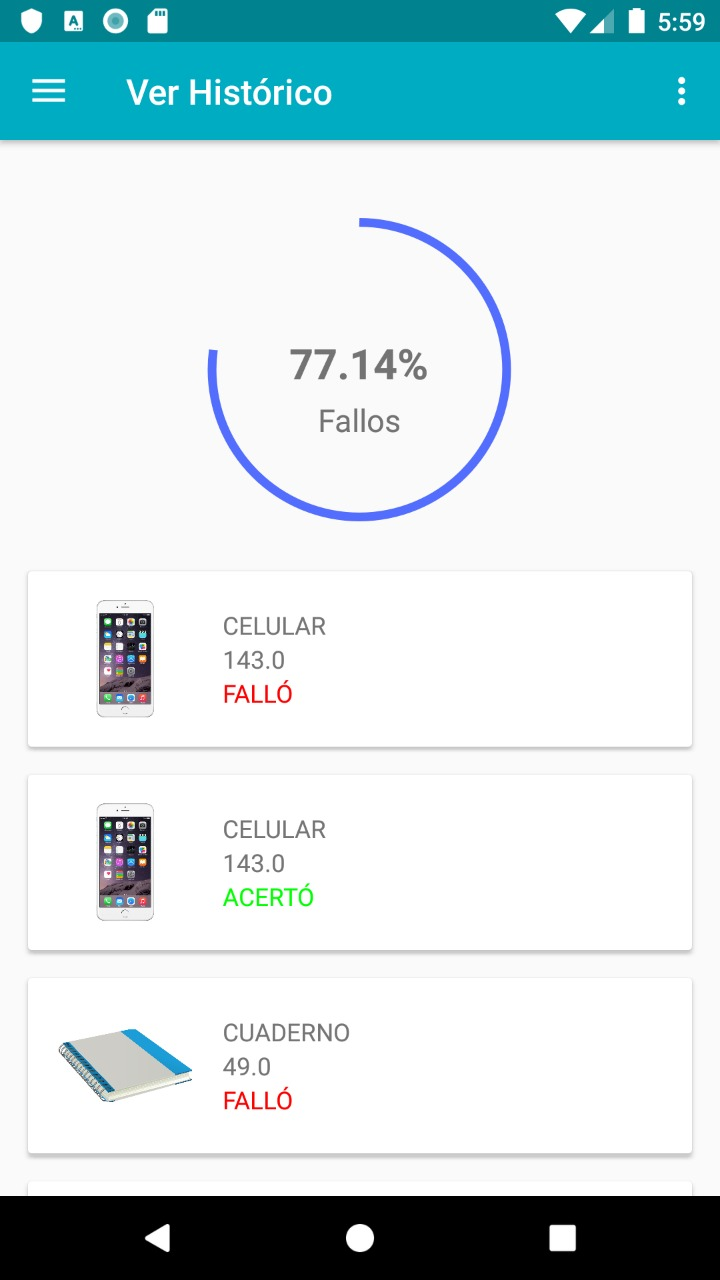 5:59
Ver Histórico
77.14%
Fallos
CELULAR
143.0
FALLÓ
CELULAR
143.0
ACERTÓ
CUADERNO
49.0
FALLÓ